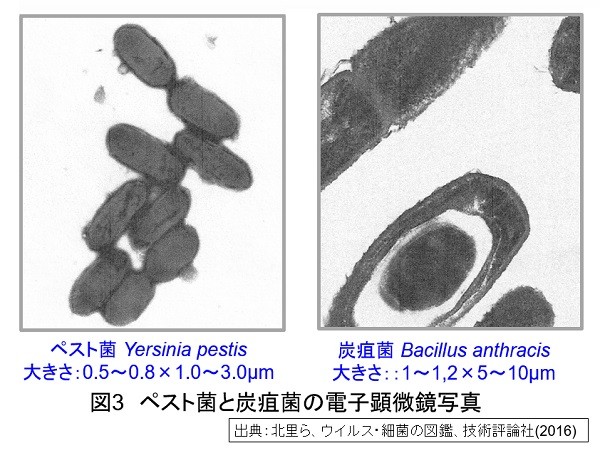 ペスト菌 Yersinia pestis
大きさ：0.5～0.8×1.0～3.0μm
炭疽菌 Bacillus anthracis
大きさ：：1～1,2×5～10μm
図3　ペスト菌と炭疽菌の電子顕微鏡写真
出典：北里ら、ウイルス・細菌の図鑑、技術評論社(2016)